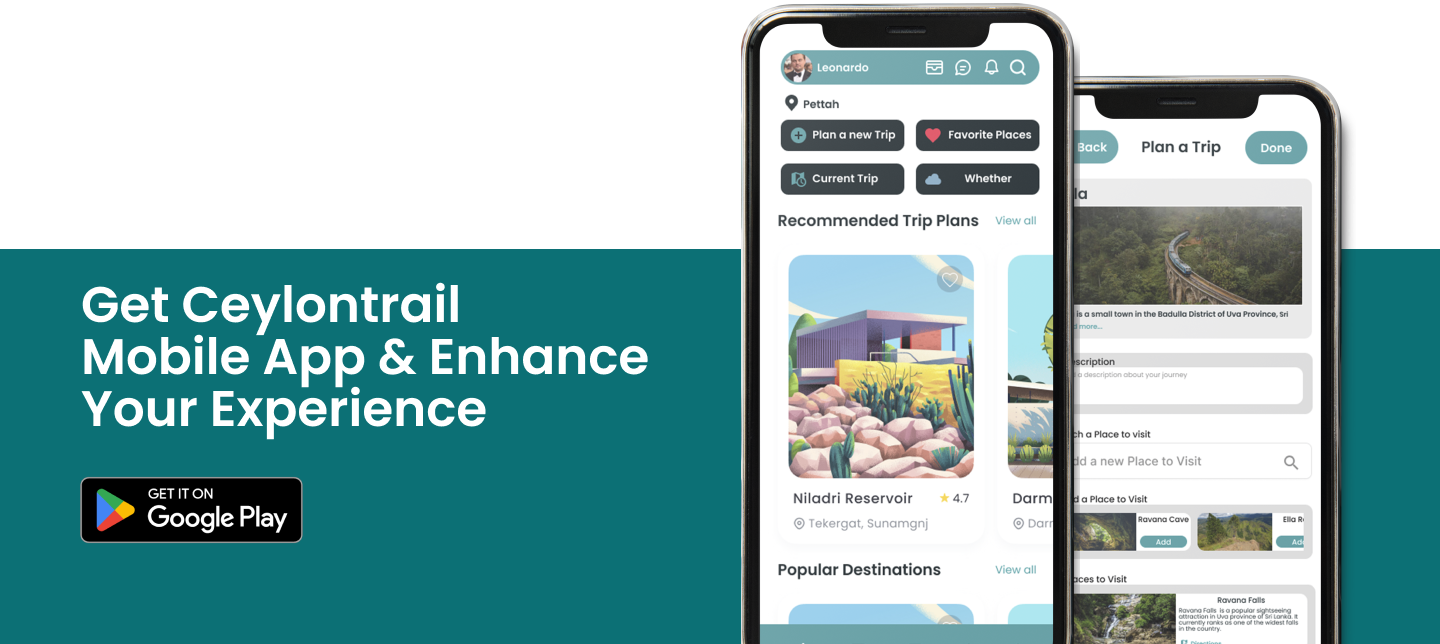 Get Ceylontrail
Mobile App & Enhance
Your Experience
GET IT ON
Google Play
Leonardo
Pettah
Plan a new Trip
Favorite Places
Current Trip
Whether
Recommended Trip Plans
View all
Niladri Reservoir
4.7
Tekergat, Sunamgnj
Darm
Darr
Popular Destinations
View all
Back
Plan a Trip
Done
la
is a small town in the Badulla District of Uva Province, Sri
d more...
scription
a description about your journey
ch a Place to visit
dd a new Place to Visit
d a Place to Visit
Ravana Cave
Add
Ella R
Add
aces to Visit
Ravana Falls
Ravana Falls is a popular sightseeing
attraction in Uva province of Sri Lanka. It
currently ranks as one of the widest falls
in the country.
Directions